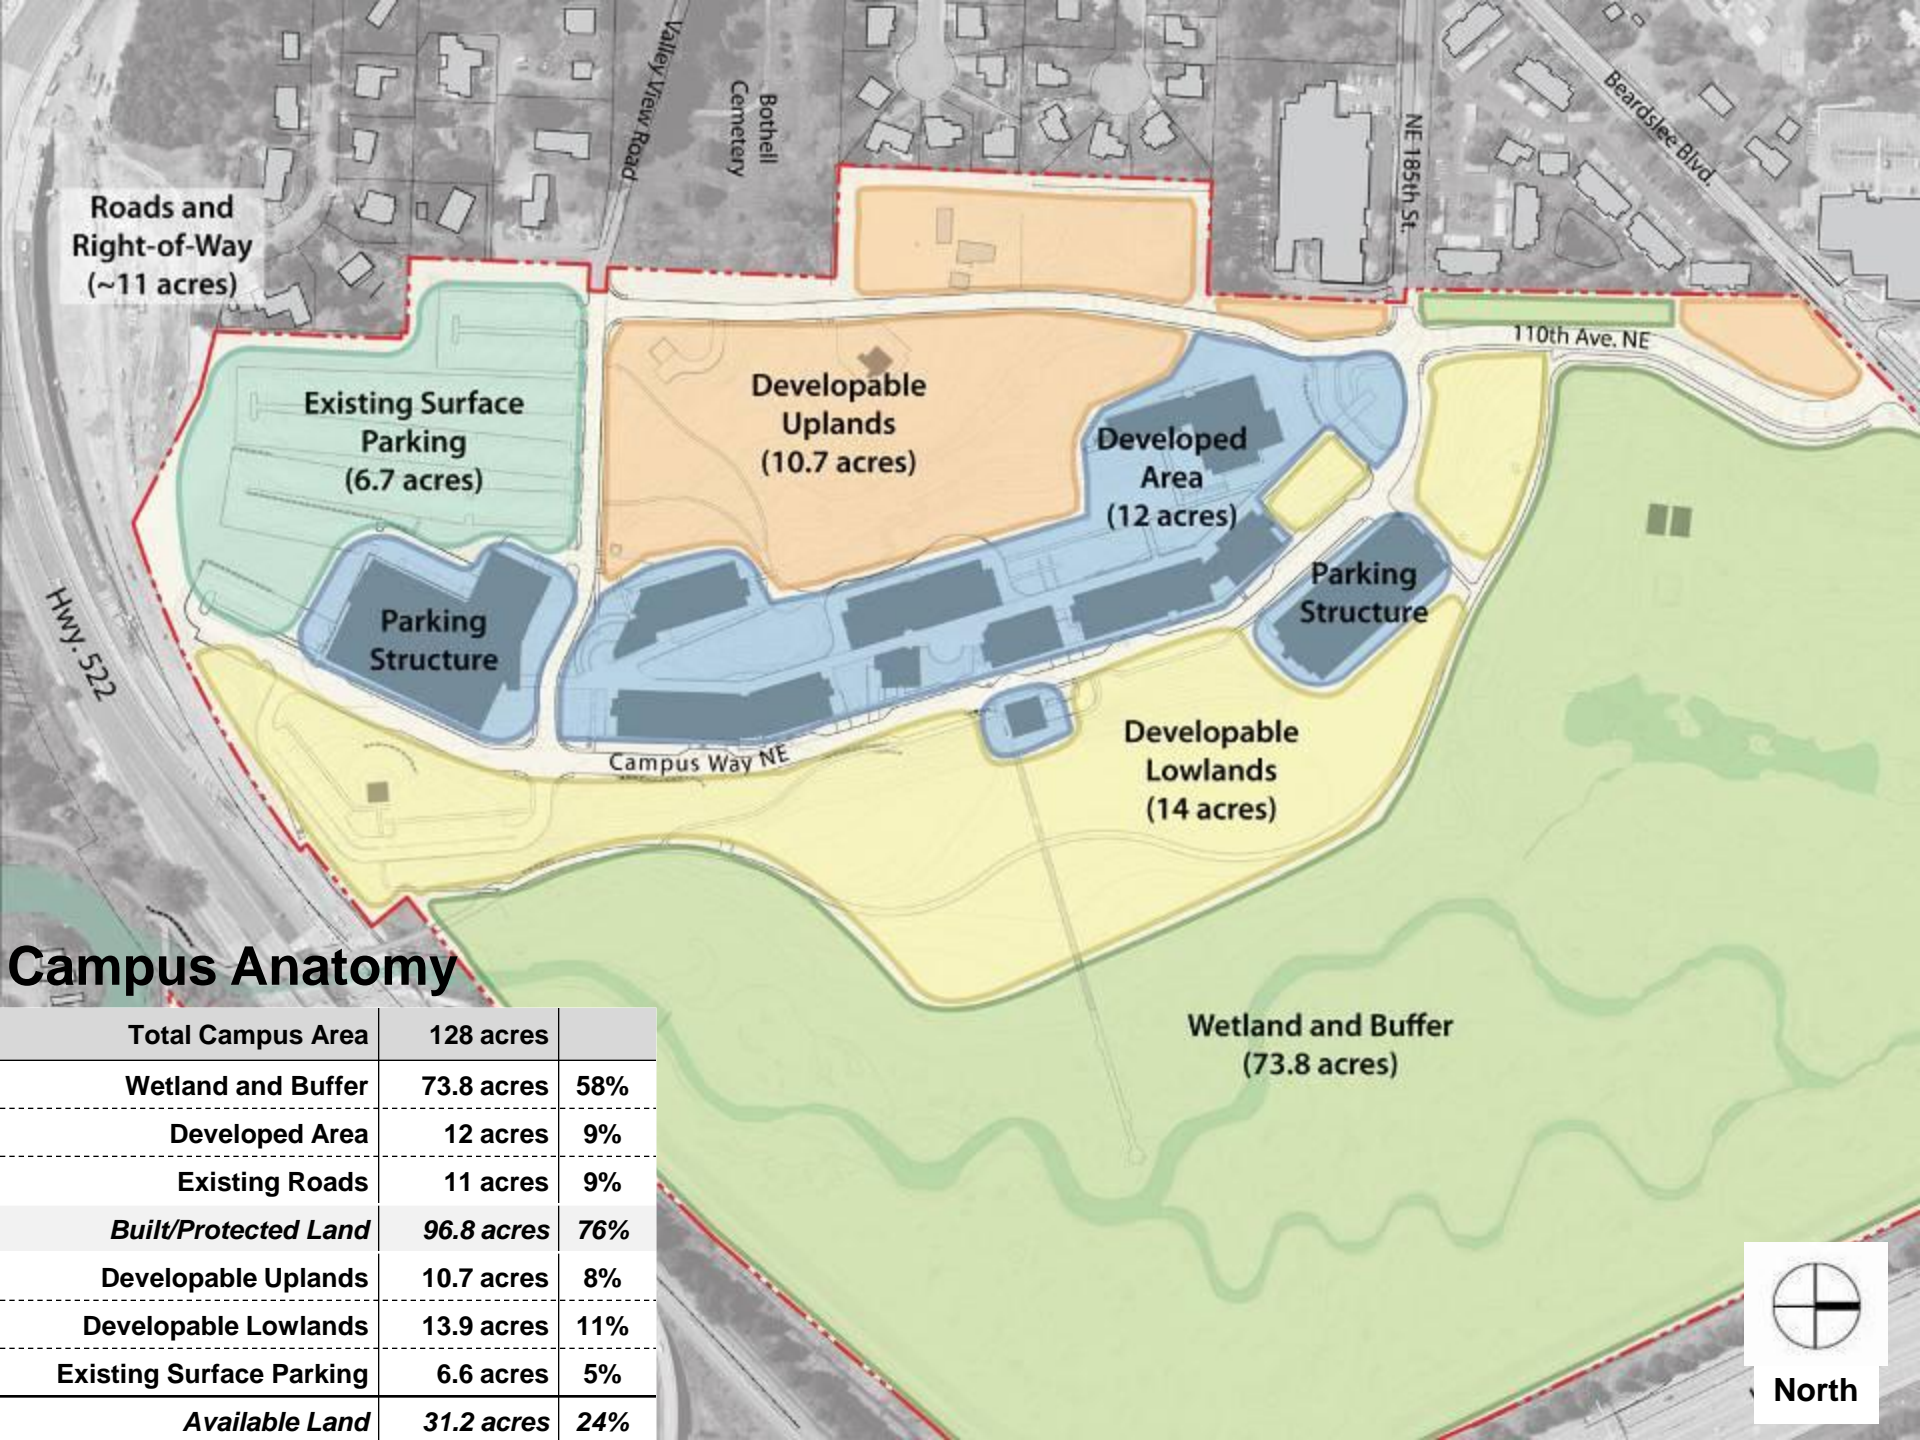 Valley View Road
Bothell
Cemetery
NE 185th St.
Beardslee Blvd.
Roads and
Right-of-Way
(~11 acres)
110th Ave. NE
Existing Surface
Parking
(6.7 acres)
Developable
Uplands
(10.7 acres)
Developed
Area
(12 acres)
Parking
Structure
Parking
Structure
Hwy. 522
Campus Way NE
Developable
Lowlands
(14 acres)
Wetland and Buffer
(73.8 acres)
Campus Anatomy
Total Campus Area 128 acres
Wetland and Buffer 73.8 acres 58%
Developed Area 12 acres 9%
Existing Roads 11 acres 9%
Built/Protected Land 96.8 acres 76%
Developable Uplands 10.7 acres 8%
Developable Lowlands 13.9 acres 11%
Existing Surface Parking 6.6 acres 5%
Available Land 31.2 acres 24%
North